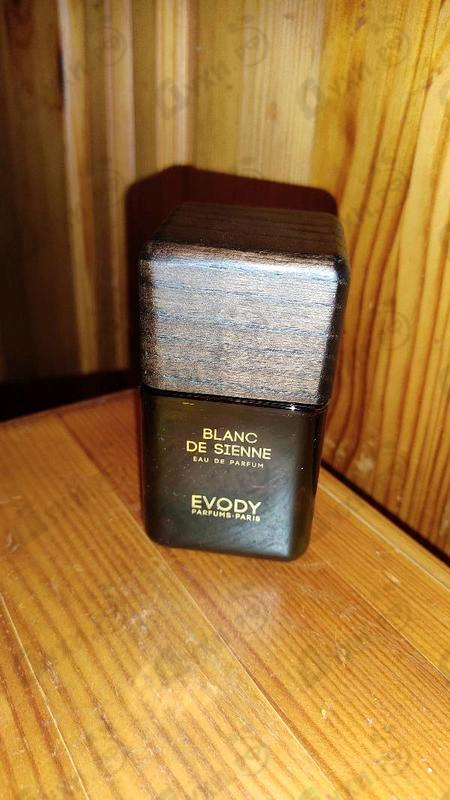 BLANC
DE SIENNE
EAU DE PARFUM
EVODY
PARFUMS·PARIS